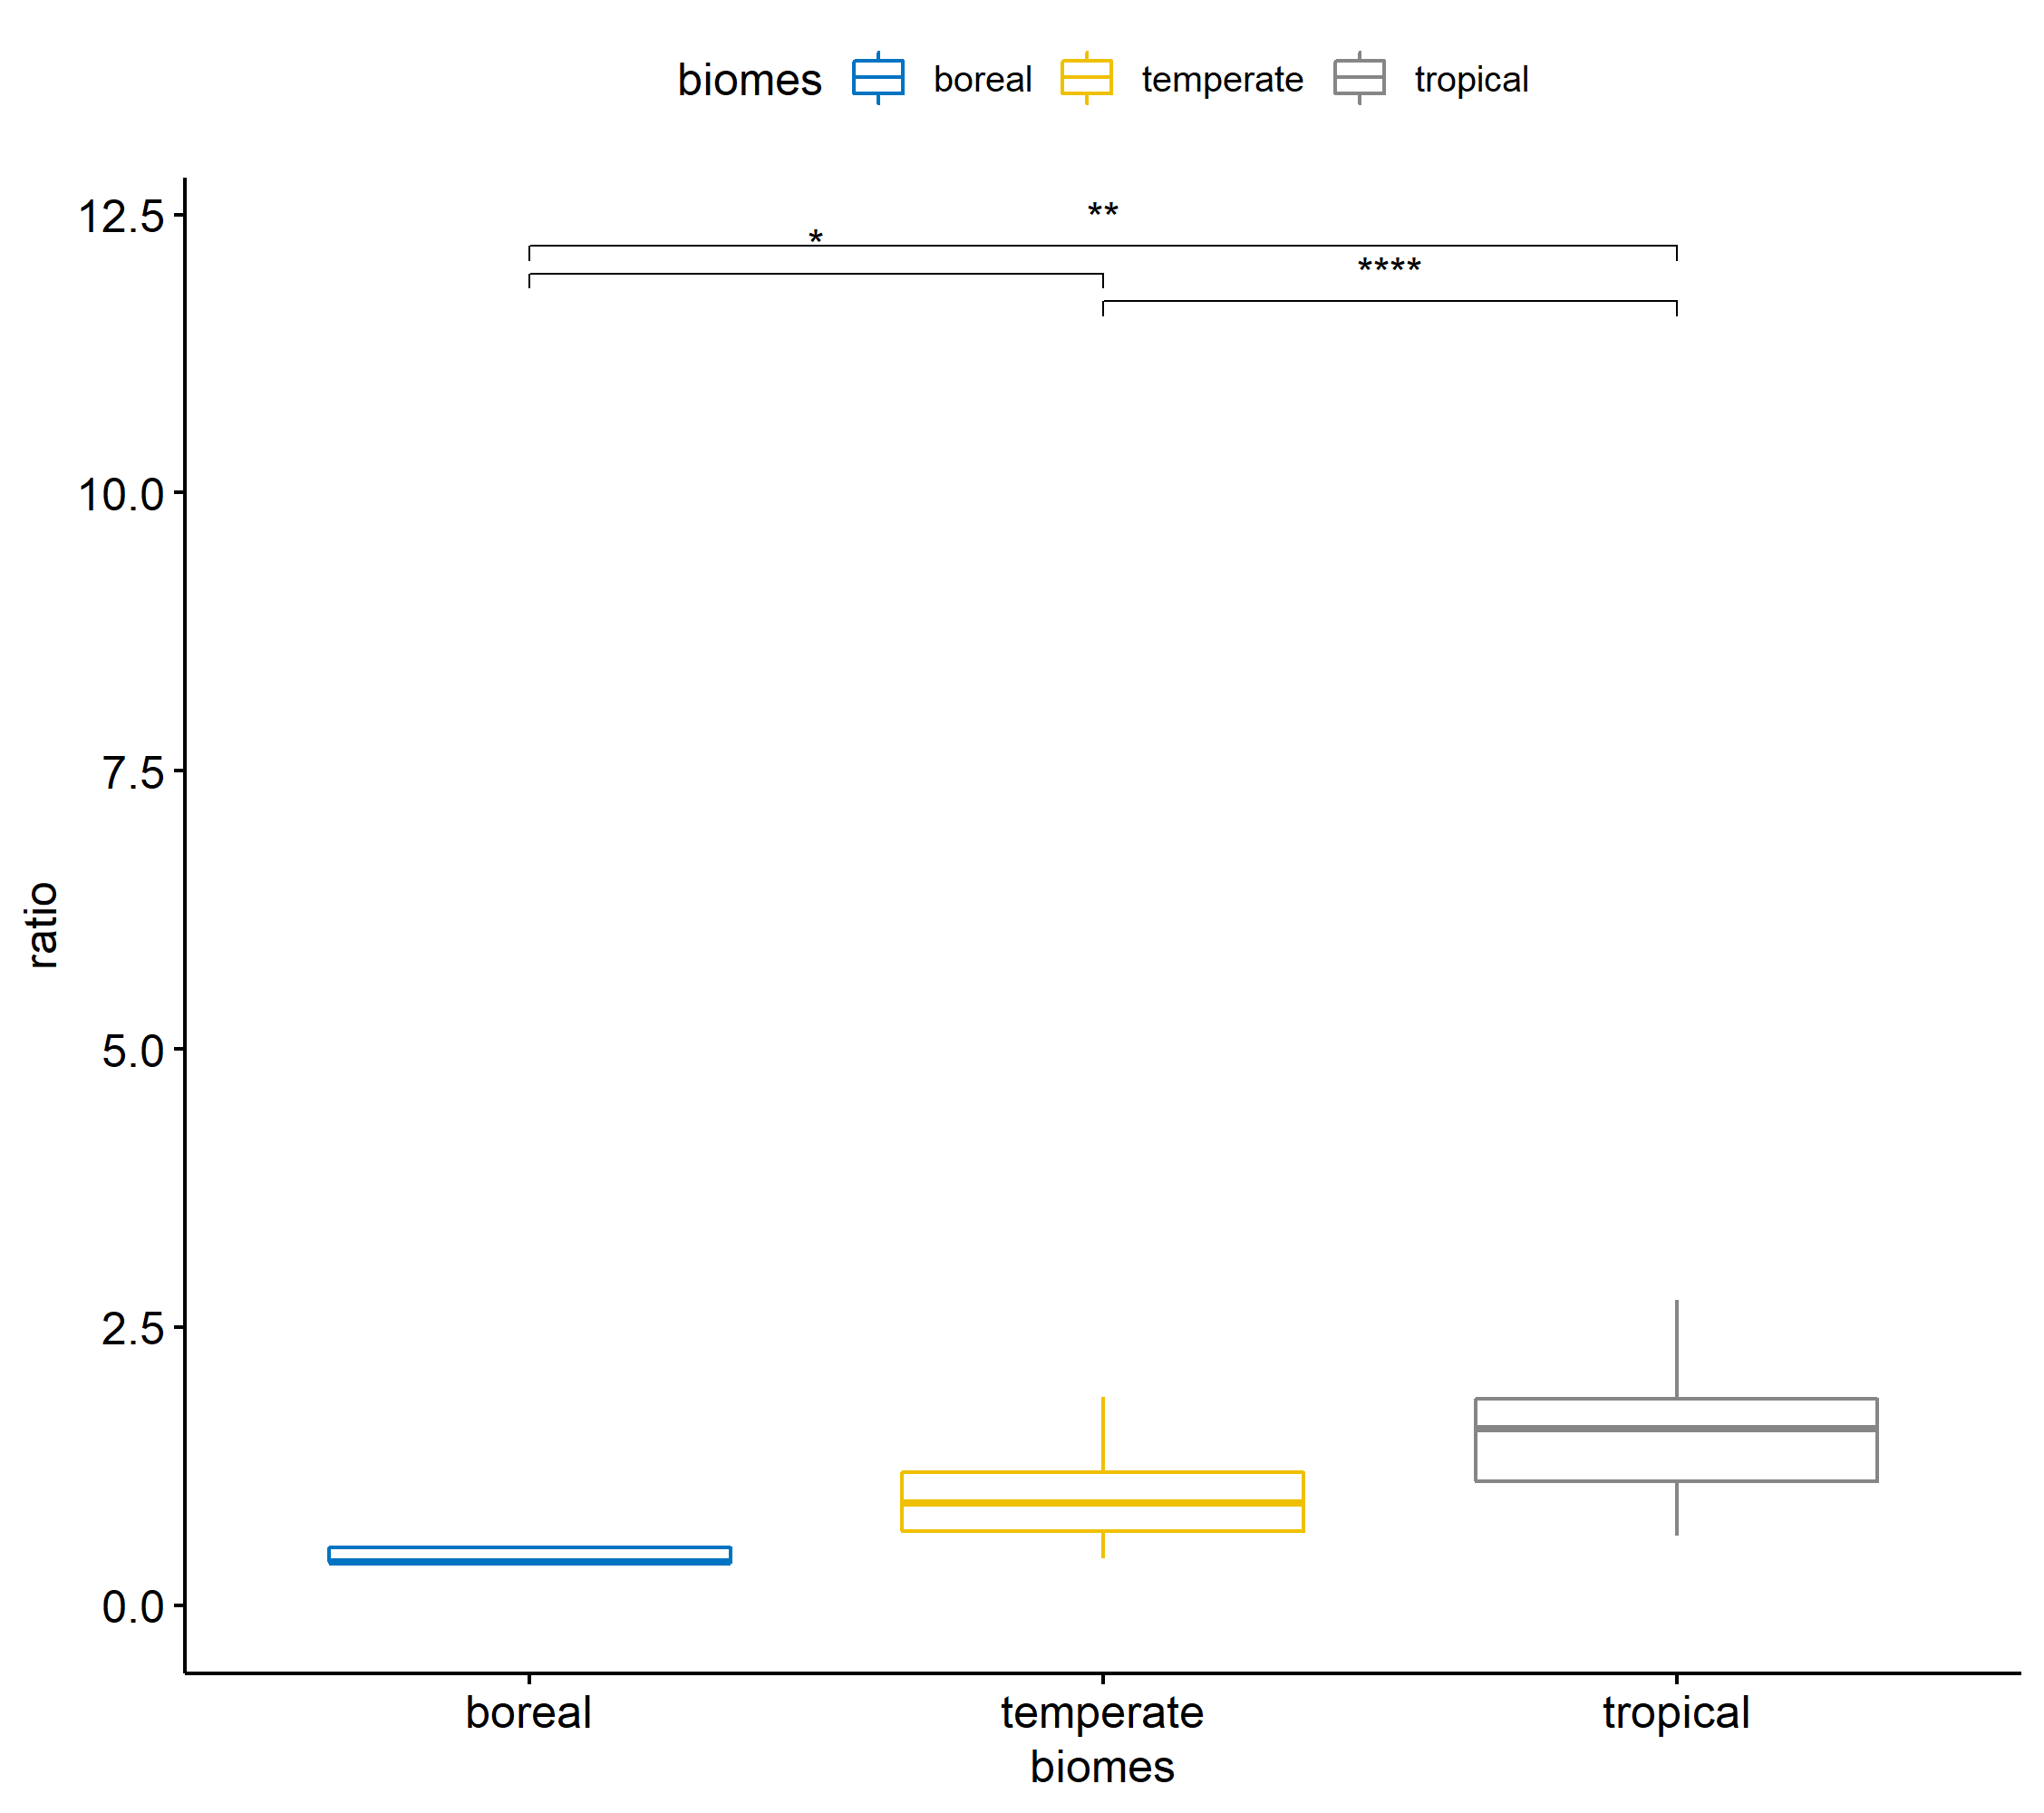 biomes boreal temperate tropical
12.5
**
*
****
10.0
7.5
5.0
2.5
0.0
ratio
boreal temperate tropical
biomes